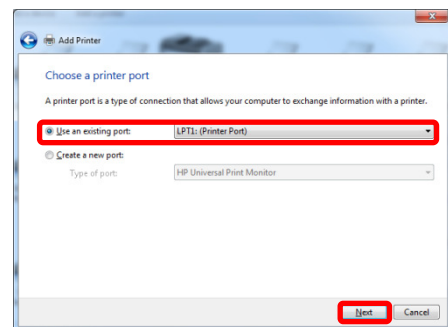 Add Printer
Choose a printer port
A printer port is a type of connection that allows your computer to exchange information with a printer.
Use an existing port: LPT1: (Printer Port)
Create a new port:
Type of port: HP Universal Print Monitor
Next Cancel